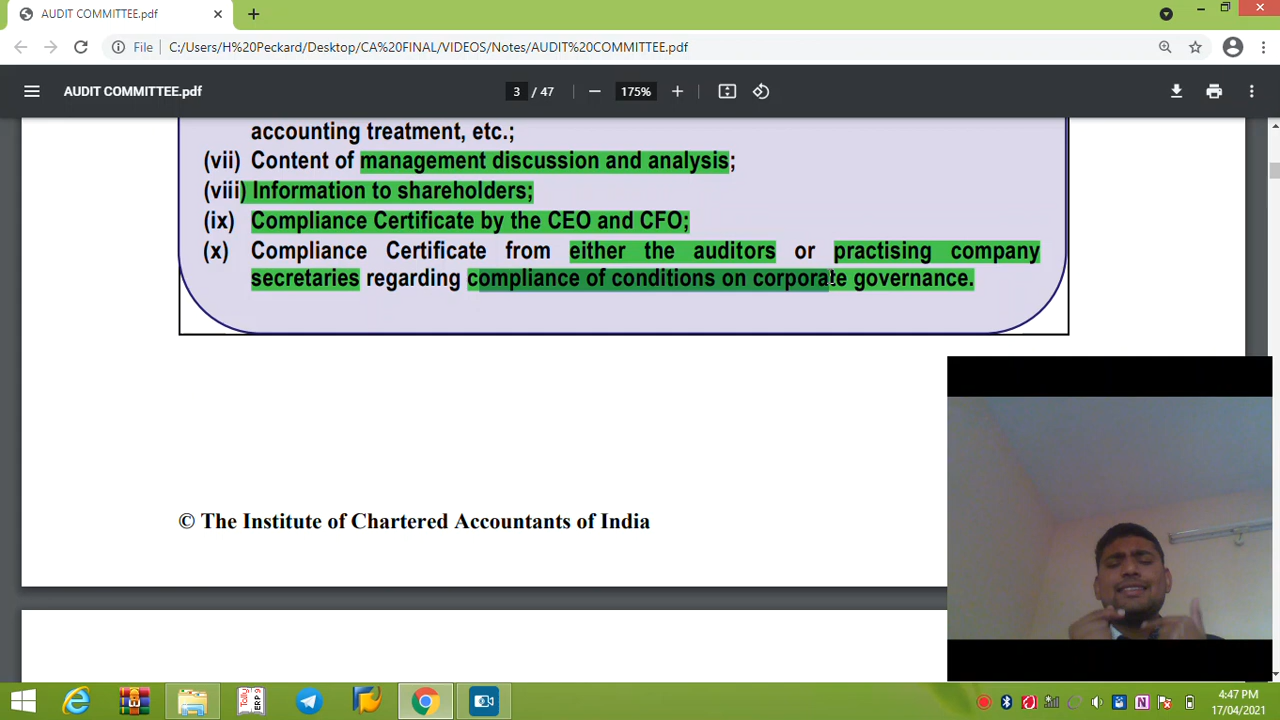 AUDIT COMMITTEE.pdf
File C:/Users/H%20Peckard/Desktop/CA%20FINAL/VIDEOS/Notes/AUDIT%20COMMITTEE.pdf
AUDIT COMMITTEE.pdf 3 / 47 175%
accounting treatment, etc.;
(vii) Content of management discussion and analysis;
(viii) Information to shareholders;
(ix) Compliance Certificate by the CEO and CFO;
(x) Compliance Certificate from either the auditors or practising company
secretaries regarding compliance of conditions on corporate governance.
© The Institute of Chartered Accountants of India
Tally
ERP 9
N
4:47 PM
17/04/2021